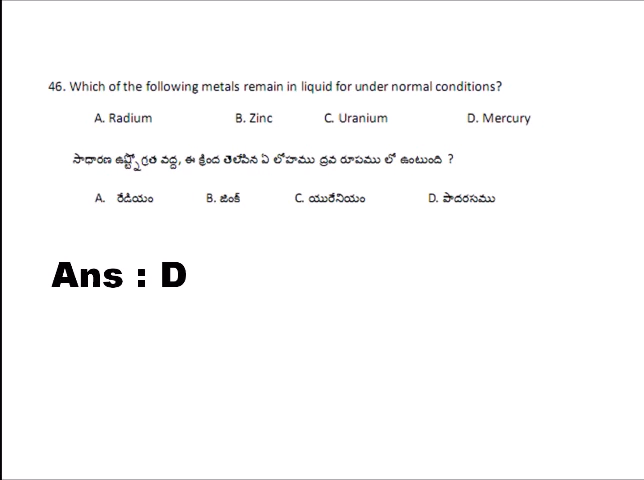 46. Which of the following metals remain in liquid for under normal conditions?
A. Radium B. Zinc C. Uranium D. Mercury
సాధారణ ఉష్ణోగ్రత వద్ద, ఈ క్రింద తెలిపిన ఏ లోహము ద్రవ రూపము లో ఉంటుంది ?
A. రేడియం B. జింక్ C. యురేనియం D. పాదరసము
Ans : D